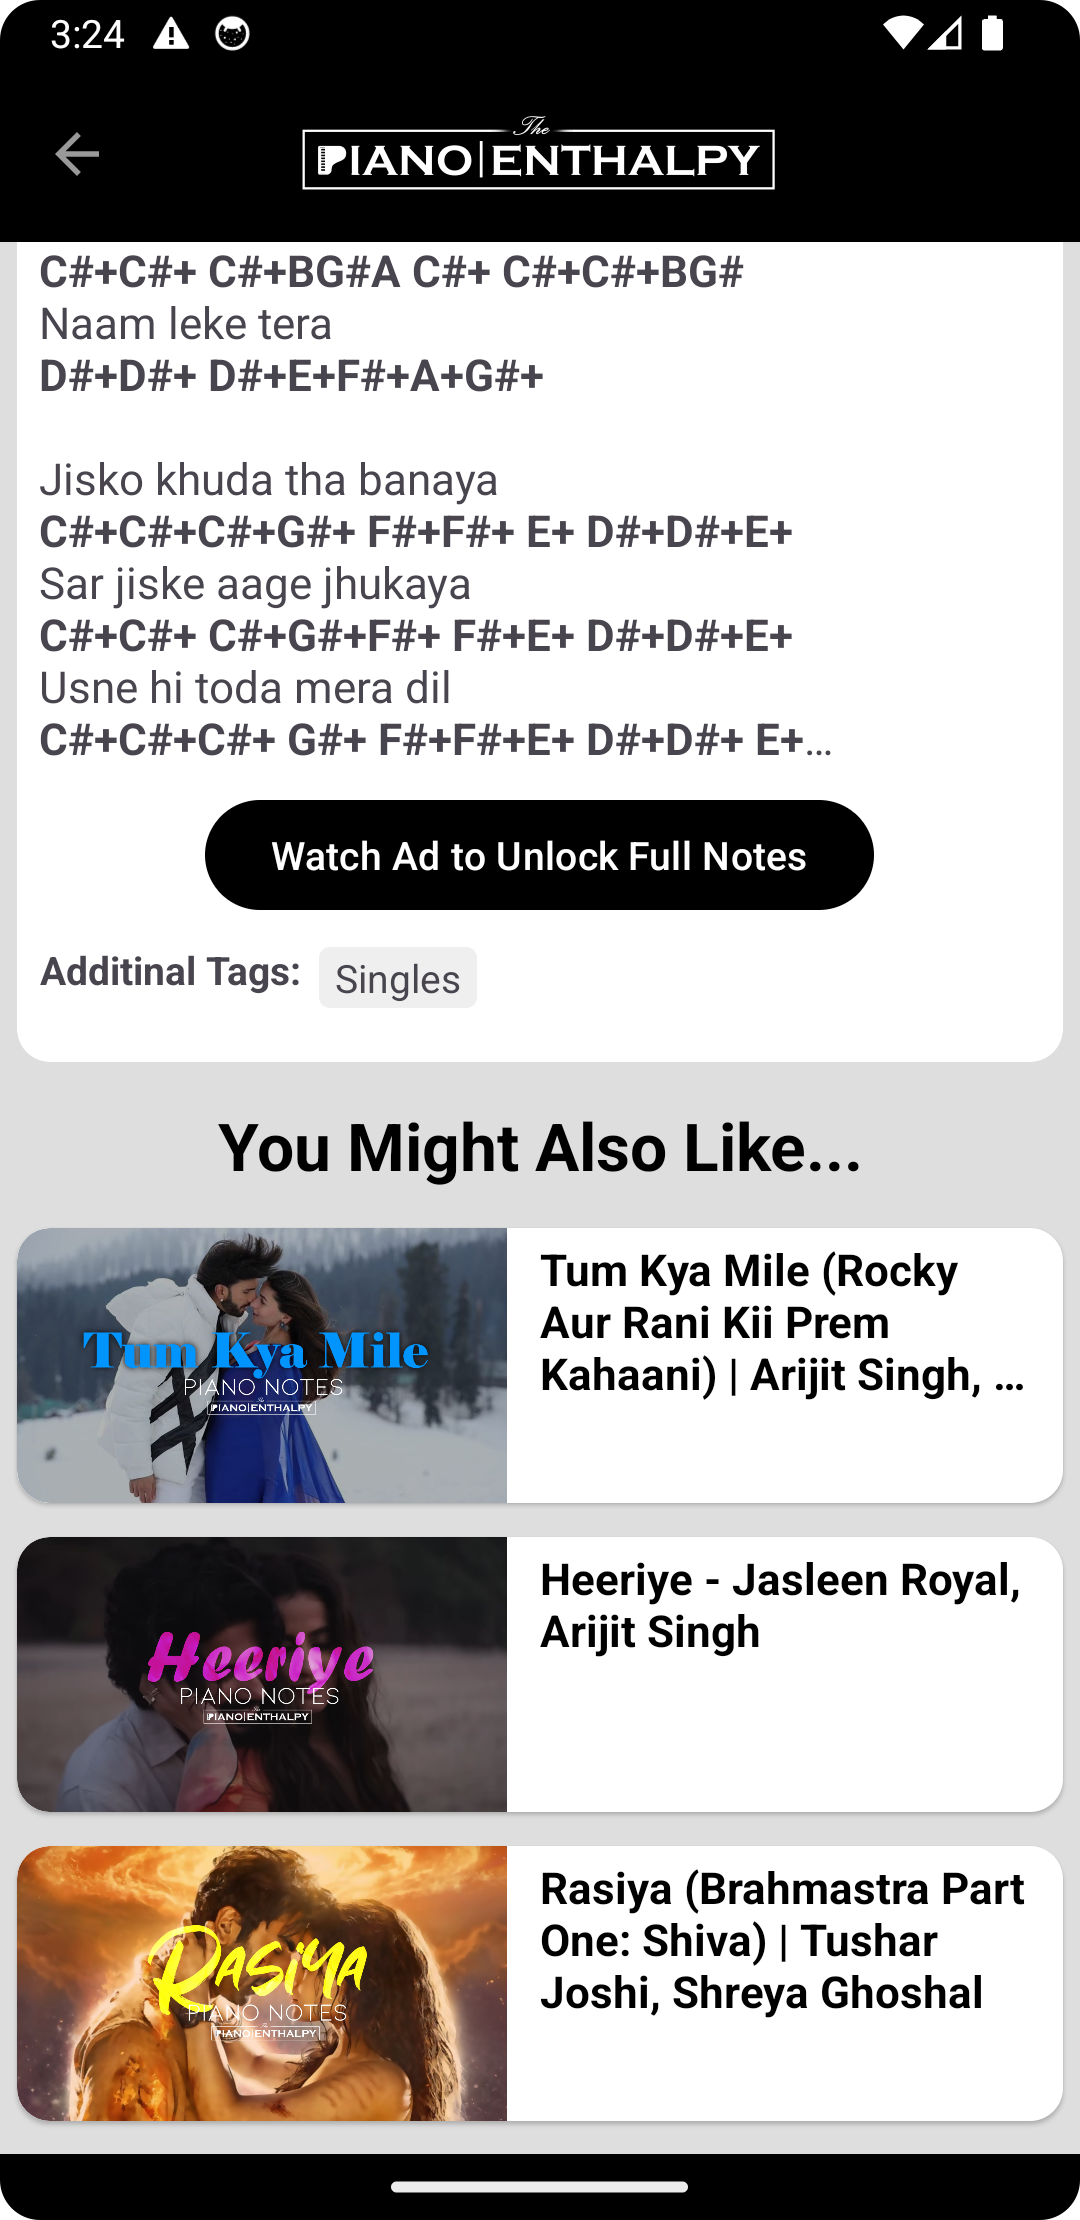 3:24
The
PIANO|ENTHALPY
C#+C#+ C#+BG#A C#+ C#+C#+BG#
Naam leke tera
D#+D#+ D#+E+F#+A+G#+
Jisko khuda tha banaya
C#+C#+C#+G#+ F#+F#+ E+ D#+D#+E+
Sar jiske aage jhukaya
C#+C#+ C#+G#+F#+ F#+E+ D#+D#+E+
Usne hi toda mera dil
C#+C#+C#+ G#+ F#+F#+E+ D#+D#+ E+...
Watch Ad to Unlock Full Notes
Additinal Tags: Singles
You Might Also Like...
Tum Kya Mile
PIANO NOTES
The
PIANO|ENTHALPY
Tum Kya Mile (Rocky
Aur Rani Kii Prem
Kahaani) | Arijit Singh, ...
Heeriye
PIANO NOTES
The
PIANO|ENTHALPY
Heeriye - Jasleen Royal,
Arijit Singh
Rasiya
PIANO NOTES
The
PIANO|ENTHALPY
Rasiya (Brahmastra Part
One: Shiva) | Tushar
Joshi, Shreya Ghoshal